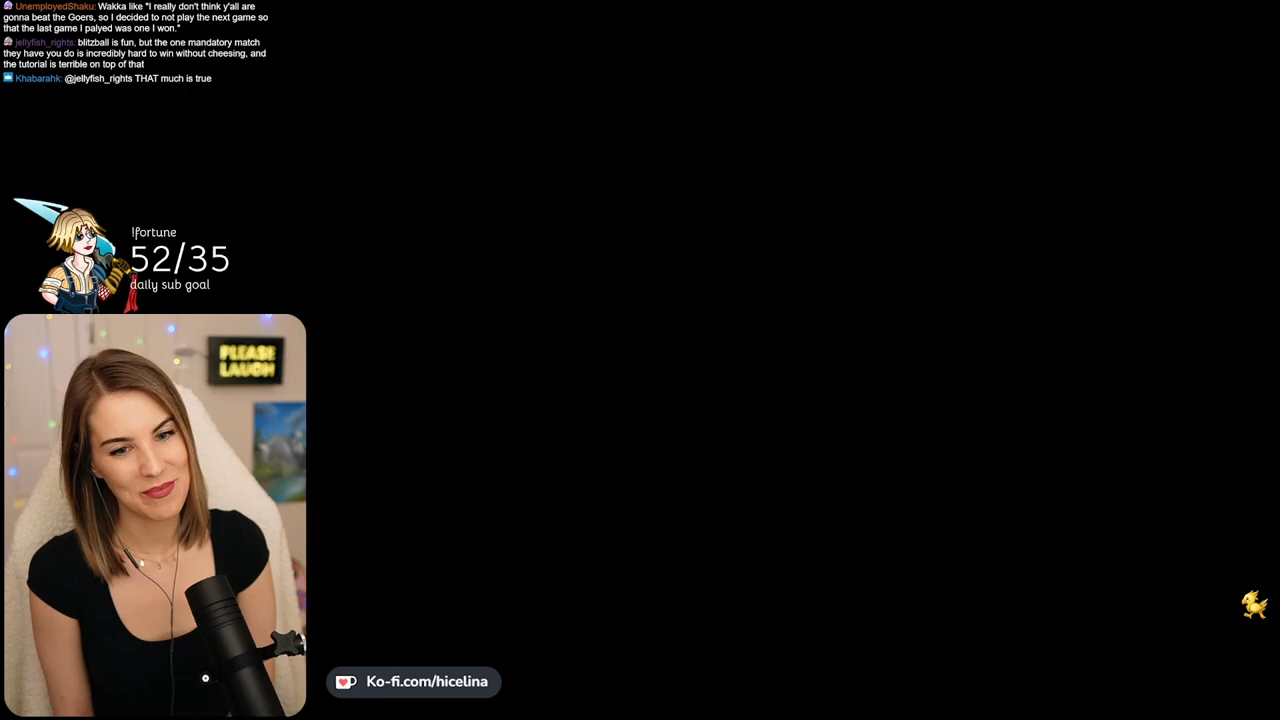 UnemployedShaku: Wakka like "I really don't think y'all are
gonna beat the Goers, so I decided to not play the next game so
that the last game I palyed was one I won."
jellyfish_rights: blitzball is fun, but the one mandatory match
they have you do is incredibly hard to win without cheesing, and
the tutorial is terrible on top of that
Khabarahk: @jellyfish_rights THAT much is true
!fortune
52/35
daily sub goal
PLEASE
LAUGH
Ko-fi.com/hicelina